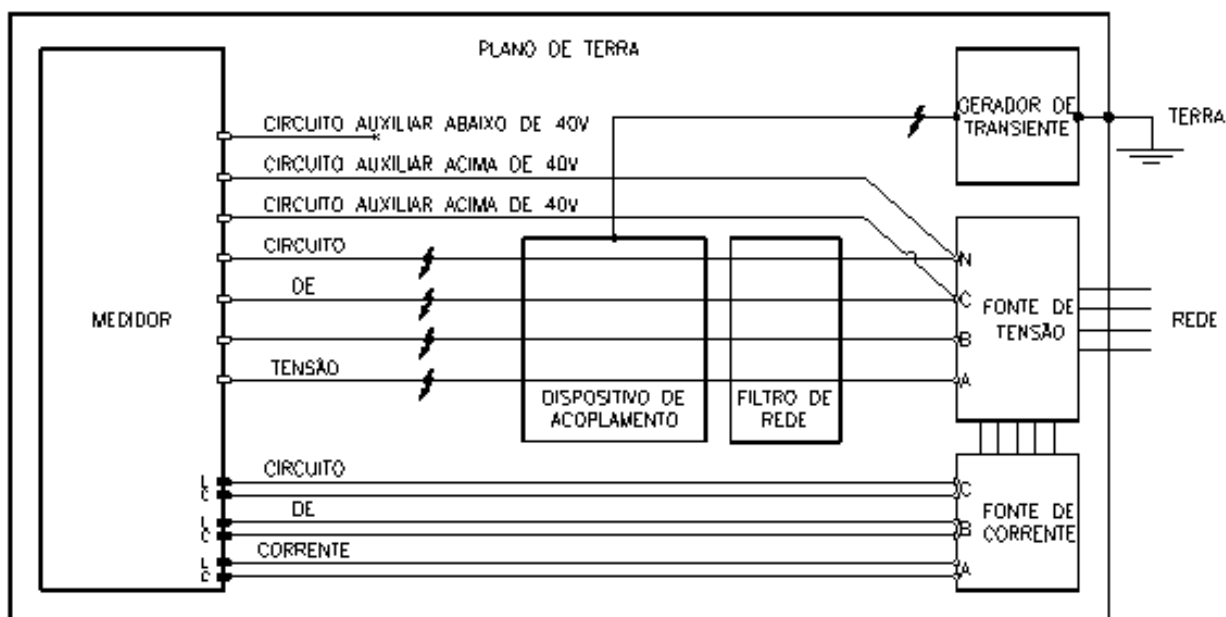 PLANO DE TERRA
GERADOR DE
TRANSIENTE
TERRA
CIRCUITO AUXILIAR ABAIXO DE 40V
CIRCUITO AUXILIAR ACIMA DE 40V
CIRCUITO AUXILIAR ACIMA DE 40V
CIRCUITO
DE
TENSÃO
MEDIDOR
DISPOSITIVO DE
ACOPLAMENTO
FILTRO DE
REDE
N
C
B
A
FONTE DE
TENSÃO
REDE
CIRCUITO
DE
CORRENTE
L
C
L
C
L
C
C
B
A
FONTE DE
CORRENTE